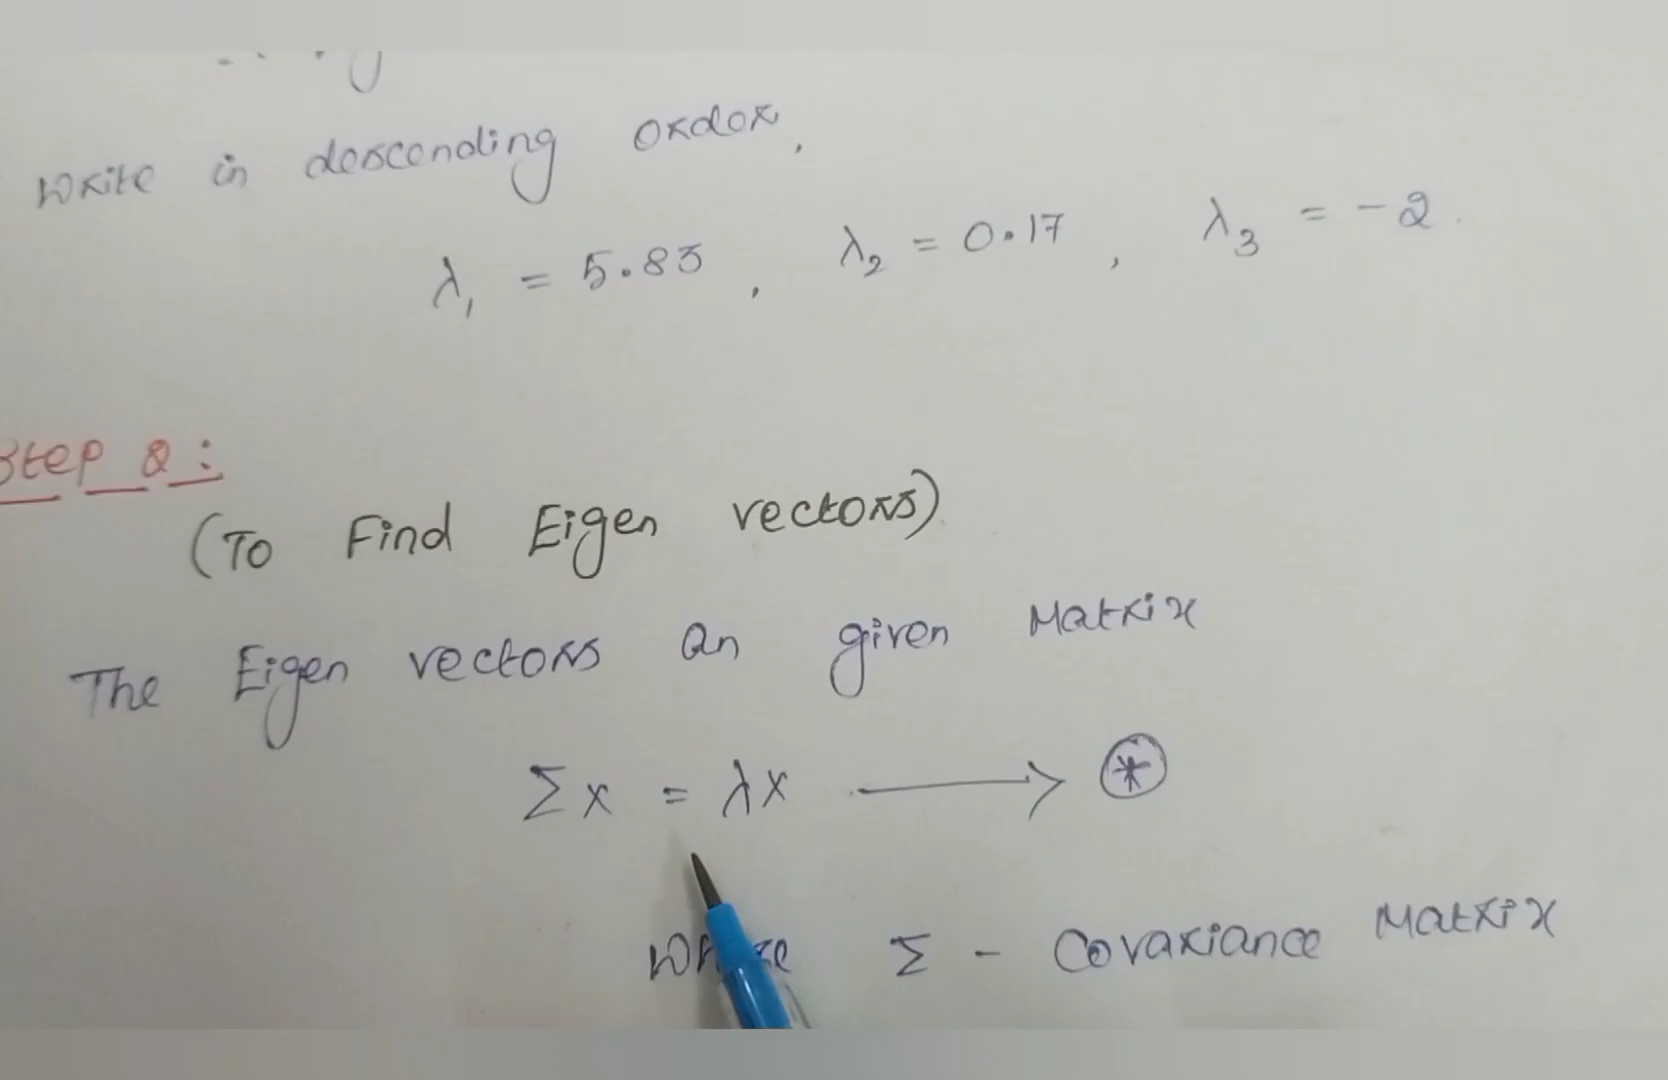 Write in descending order,
λ₁ = 5.83, λ₂ = 0.17, λ₃ = -2.
Step 2:
(To Find Eigen vectors)
The Eigen vectors an given Matrix
Σx = λx ⟶ ⊛
Σ - Covariance Matrix